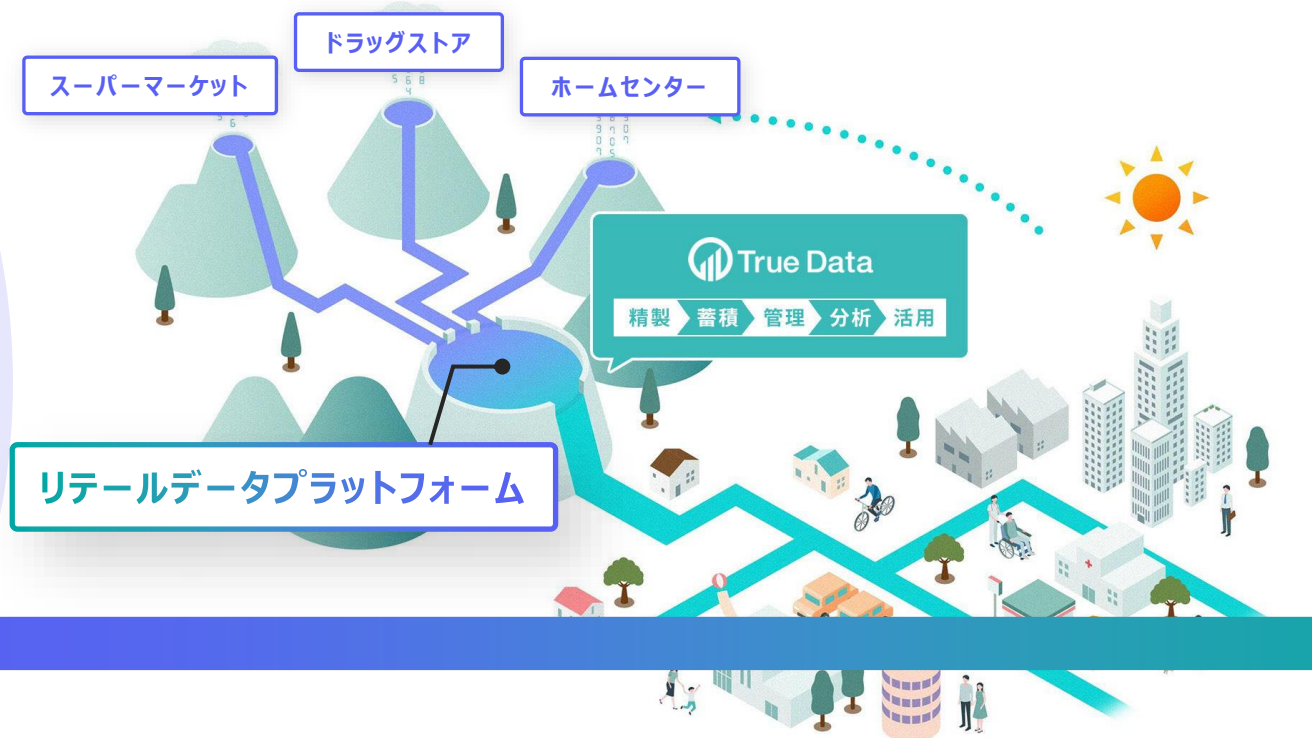 ドラッグストア
スーパーマーケット
ホームセンター
True Data
精製 蓄積 管理 分析 活用
リテールデータプラットフォーム